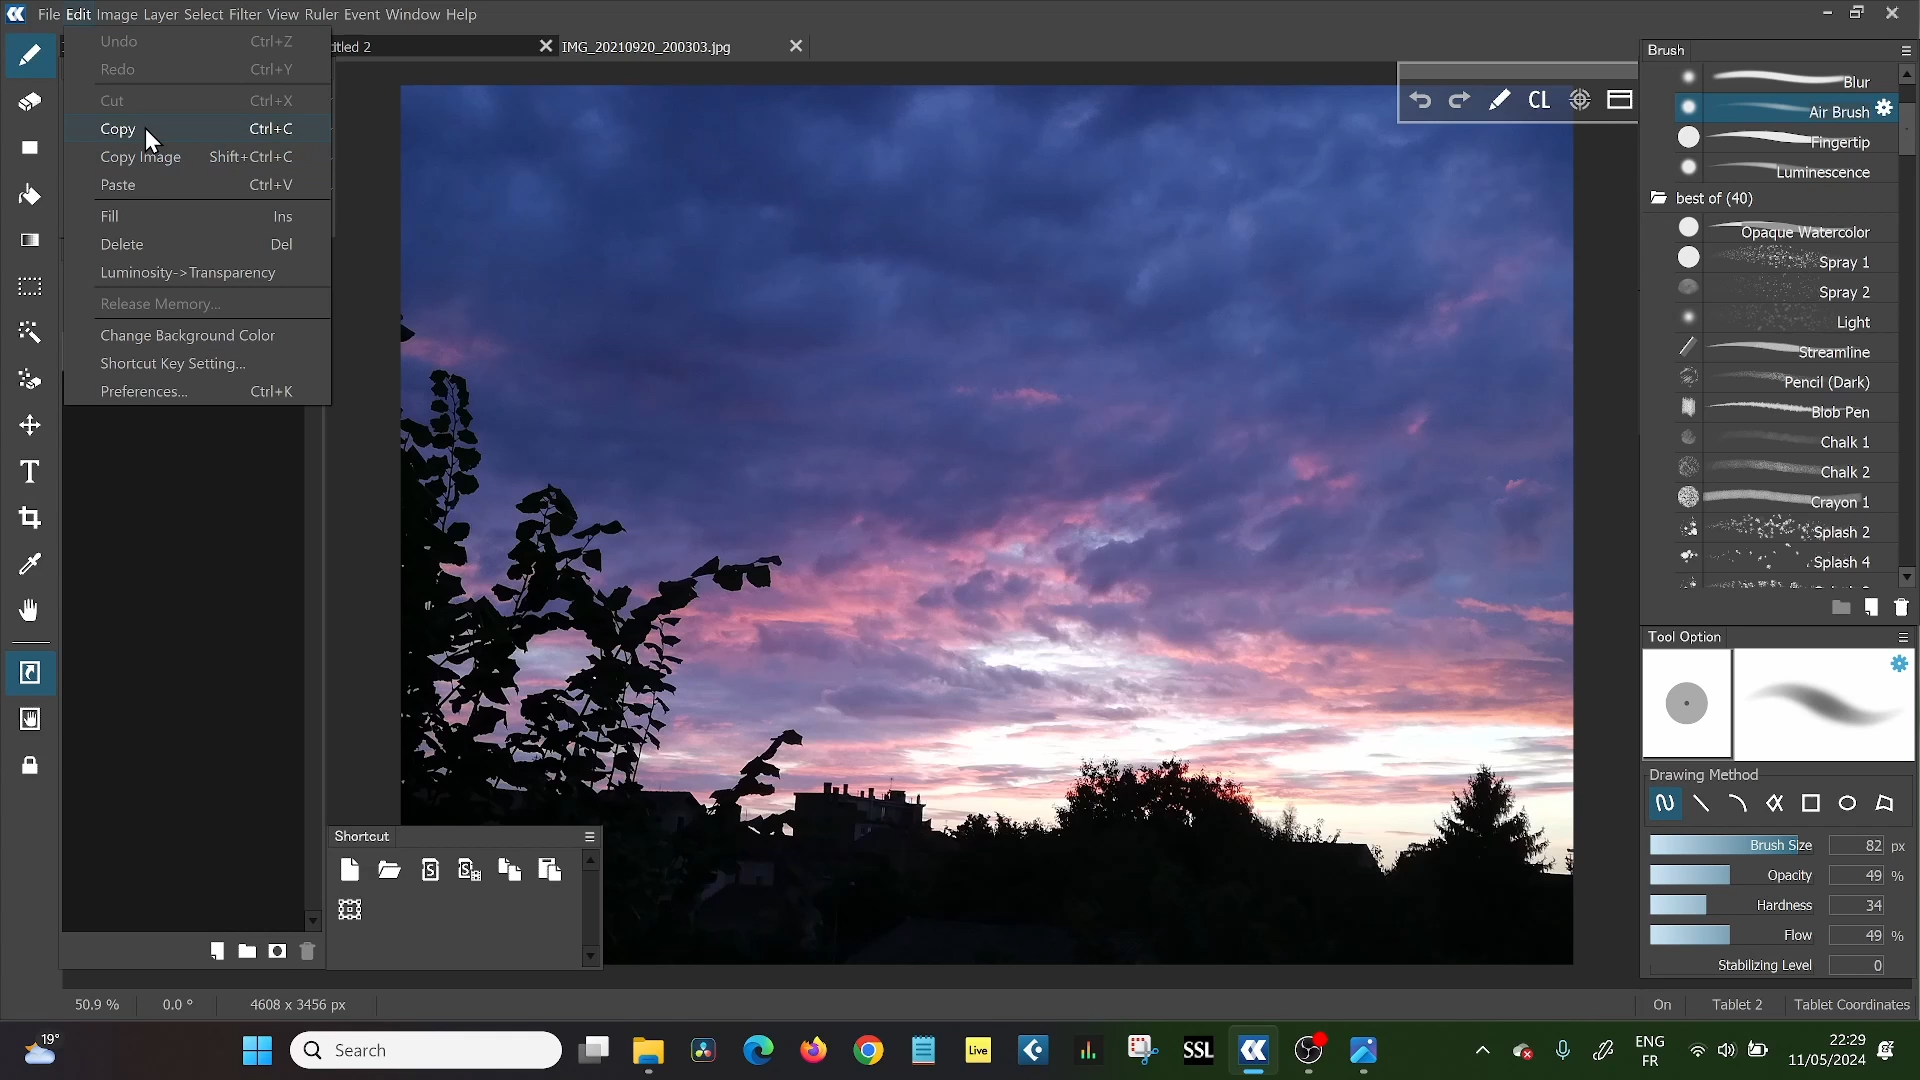 File Edit Image Layer Select Filter View Ruler Event Window Help
titled 2
IMG_20210920_200303.jpg
Undo Ctrl+Z
Redo Ctrl+Y
Cut Ctrl+X
Copy Ctrl+C
Copy Image Shift+Ctrl+C
Paste Ctrl+V
Fill Ins
Delete Del
Luminosity->Transparency
Release Memory...
Change Background Color
Shortcut Key Setting...
Preferences... Ctrl+K
CL
Brush
Blur
Air Brush
Fingertip
Luminescence
best of (40)
Opaque Watercolor
Spray 1
Spray 2
Light
Streamline
Pencil (Dark)
Blob Pen
Chalk 1
Chalk 2
Crayon 1
Splash 2
Splash 4
Tool Option
Drawing Method
Brush Size 82 px
Opacity 49 %
Hardness 34
Flow 49 %
Stabilizing Level 0
Shortcut
50.9 % 0.0 ° 4608 x 3456 px
On Tablet 2 Tablet Coordinates
19°
Search
Live
SSL
ENG
FR
22:29
11/05/2024